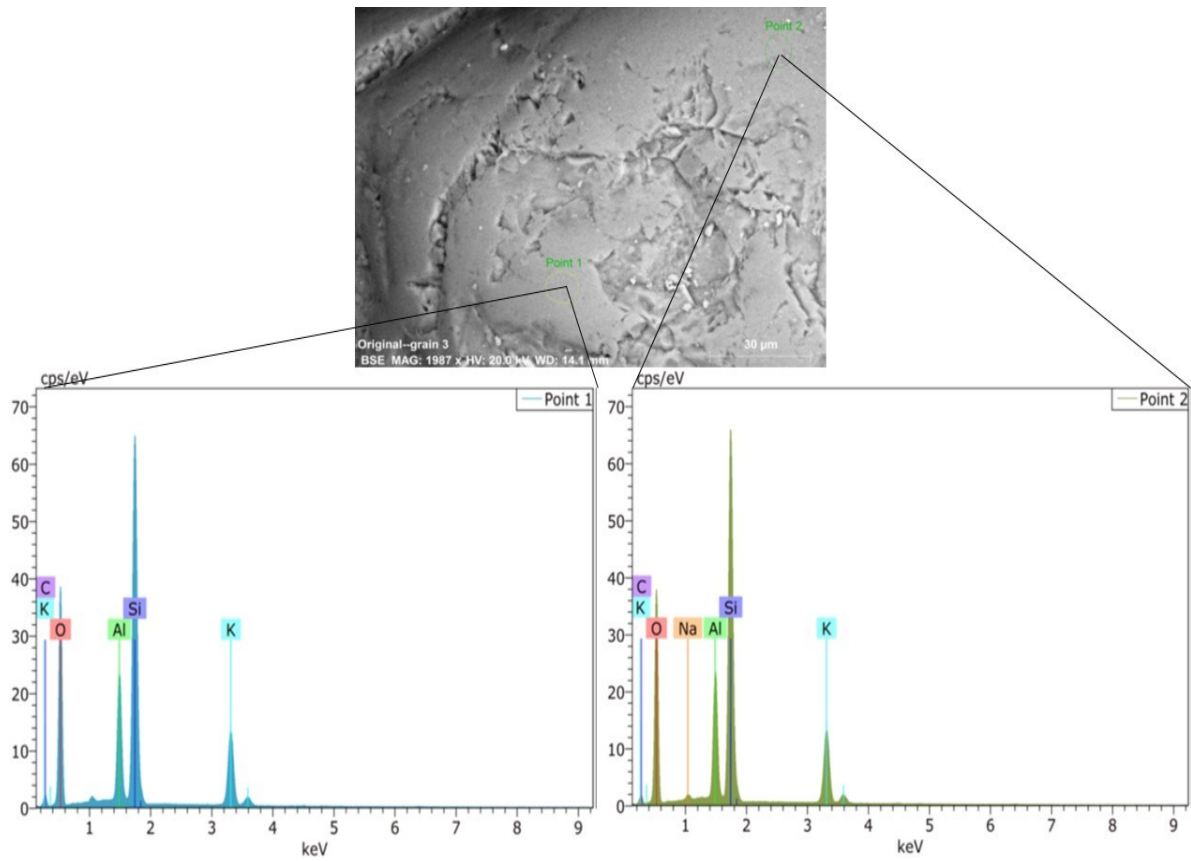 Point 2
Point 1
Original--grain 3
BSE MAG: 1987 x HV: 20.0 kV WD: 14.1 mm
30 µm
cps/eV
Point 1
70
60
50
40
30
20
10
0
C
K
O
Al
Si
K
1 2 3 4 5 6 7 8 9
keV
cps/eV
Point 2
70
60
50
40
30
20
10
0
C
K
O
Na
Al
Si
K
1 2 3 4 5 6 7 8 9
keV